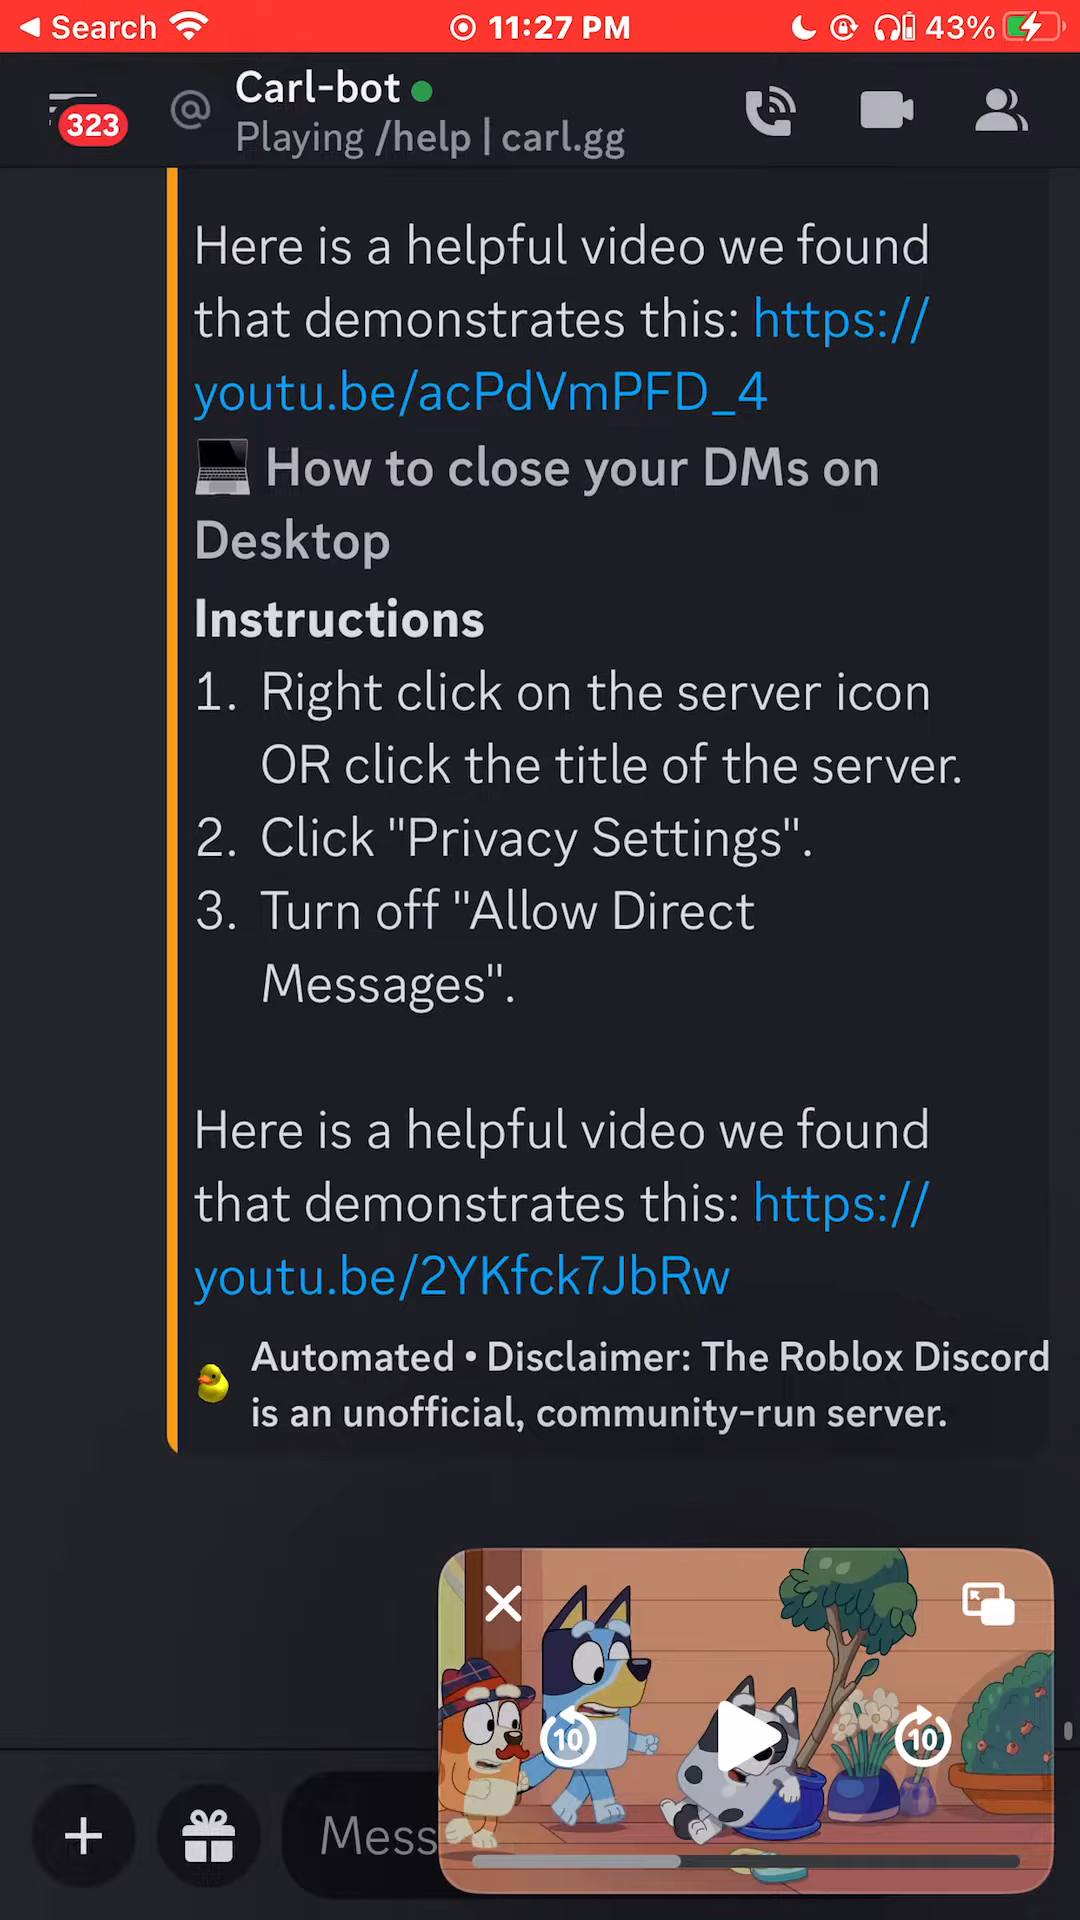 Search 11:27 PM 43%
323
Carl-bot
Playing /help | carl.gg
Here is a helpful video we found
that demonstrates this: https://
youtu.be/acPdVmPFD_4
How to close your DMs on
Desktop
Instructions
1. Right click on the server icon
OR click the title of the server.
2. Click "Privacy Settings".
3. Turn off "Allow Direct
Messages".
Here is a helpful video we found
that demonstrates this: https://
youtu.be/2YKfck7JbRw
Automated • Disclaimer: The Roblox Discord
is an unofficial, community-run server.
10 10
Mess